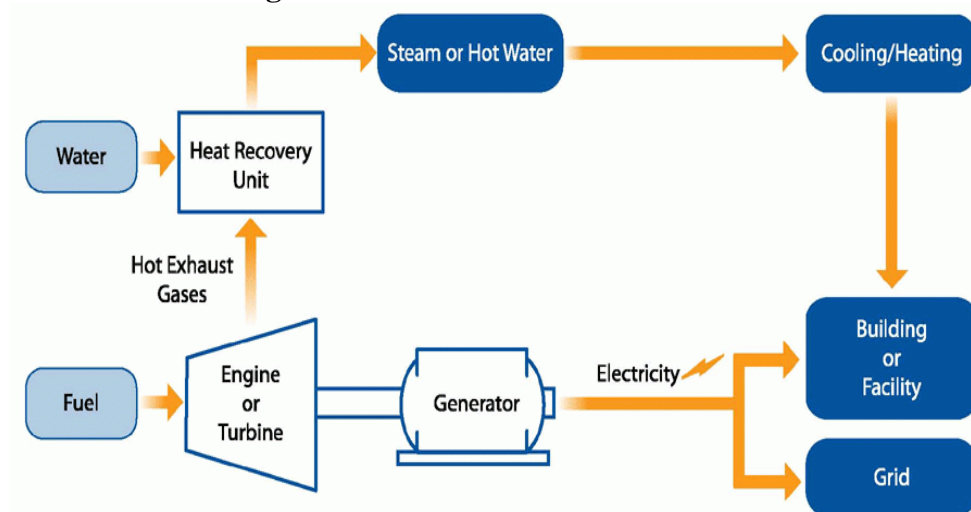 Steam or Hot Water
Cooling/Heating
Water
Heat Recovery
Unit
Hot Exhaust
Gases
Building
or
Facility
Engine
or
Turbine
Electricity
Fuel
Generator
Grid